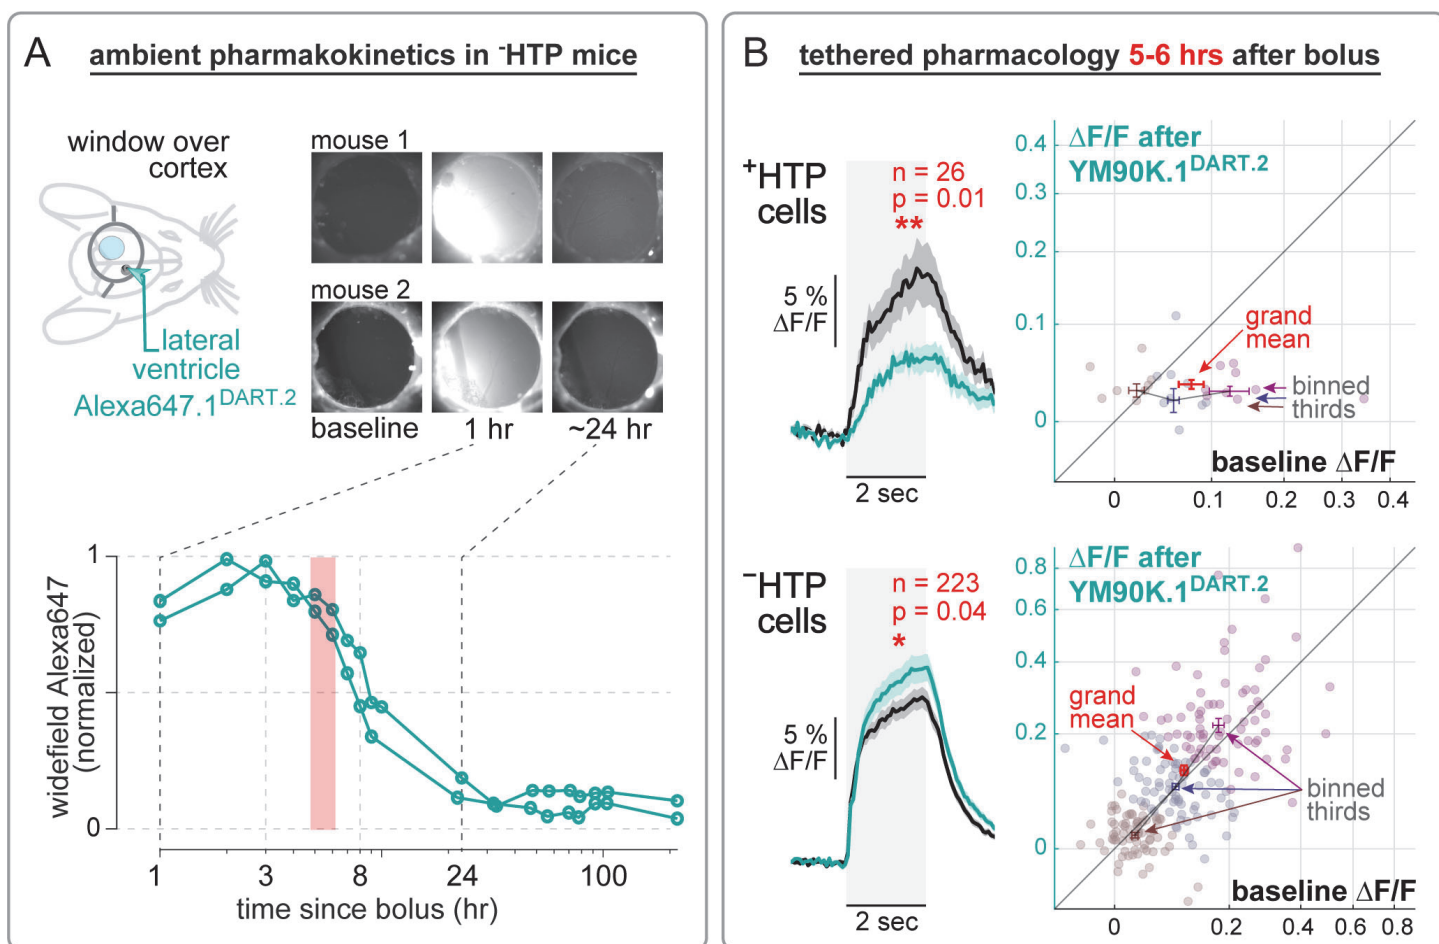 A
ambient pharmakokinetics in ⁻HTP mice
window over
cortex
lateral
ventricle
Alexa647.1ᴰᴬᴿᵀ·²
mouse 1
mouse 2
baseline
1 hr
~24 hr
widefield Alexa647
(normalized)
1
0
1
3
8
24
100
time since bolus (hr)
B
tethered pharmacology 5-6 hrs after bolus
⁺HTP
cells
n = 26
p = 0.01
**
5 %
ΔF/F
2 sec
ΔF/F after
YM90K.1ᴰᴬᴿᵀ·²
0.4
0.3
0.2
0.1
0
grand
mean
binned
thirds
baseline ΔF/F
0
0.1
0.2
0.3
0.4
⁻HTP
cells
n = 223
p = 0.04
*
5 %
ΔF/F
2 sec
ΔF/F after
YM90K.1ᴰᴬᴿᵀ·²
0.8
0.6
0.4
0.2
0
grand
mean
binned
thirds
baseline ΔF/F
0
0.2
0.4
0.6
0.8